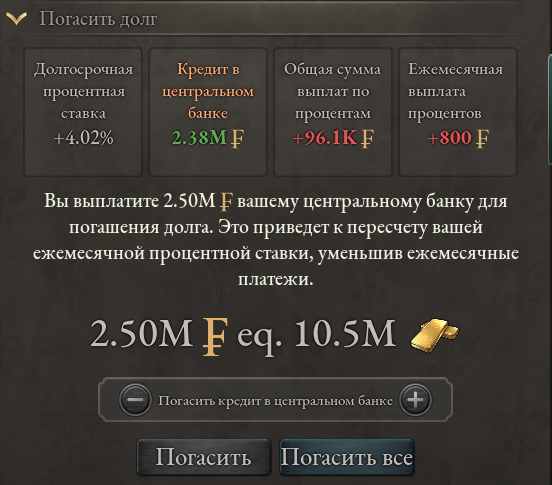 Погасить долг
Долгосрочная
процентная
ставка
+4.02%
Кредит в
центральном
банке
2.38M ₣
Общая сумма
выплат по
процентам
+96.1K ₣
Ежемесячная
выплата
процентов
+800 ₣
Вы выплатите 2.50M ₣ вашему центральному банку для
погашения долга. Это приведет к пересчету вашей
ежемесячной процентной ставки, уменьшив ежемесячные
платежи.
2.50M ₣ eq. 10.5M
Погасить кредит в центральном банке
Погасить
Погасить все